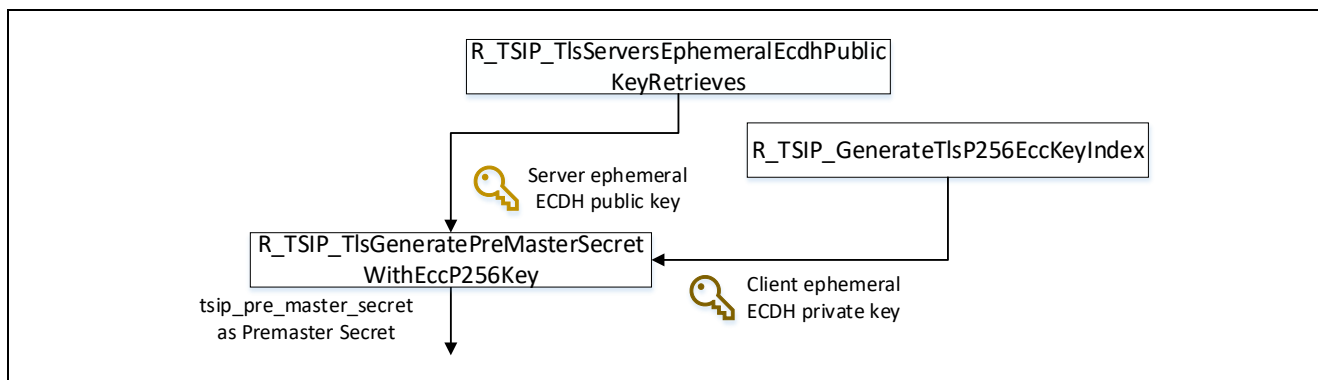 R_TSIP_TlsServersEphemeralEcdhPublic
KeyRetrieves
R_TSIP_GenerateTlsP256EccKeyIndex
Server ephemeral
ECDH public key
R_TSIP_TlsGeneratePreMasterSecret
WithEccP256Key
Client ephemeral
ECDH private key
tsip_pre_master_secret
as Premaster Secret